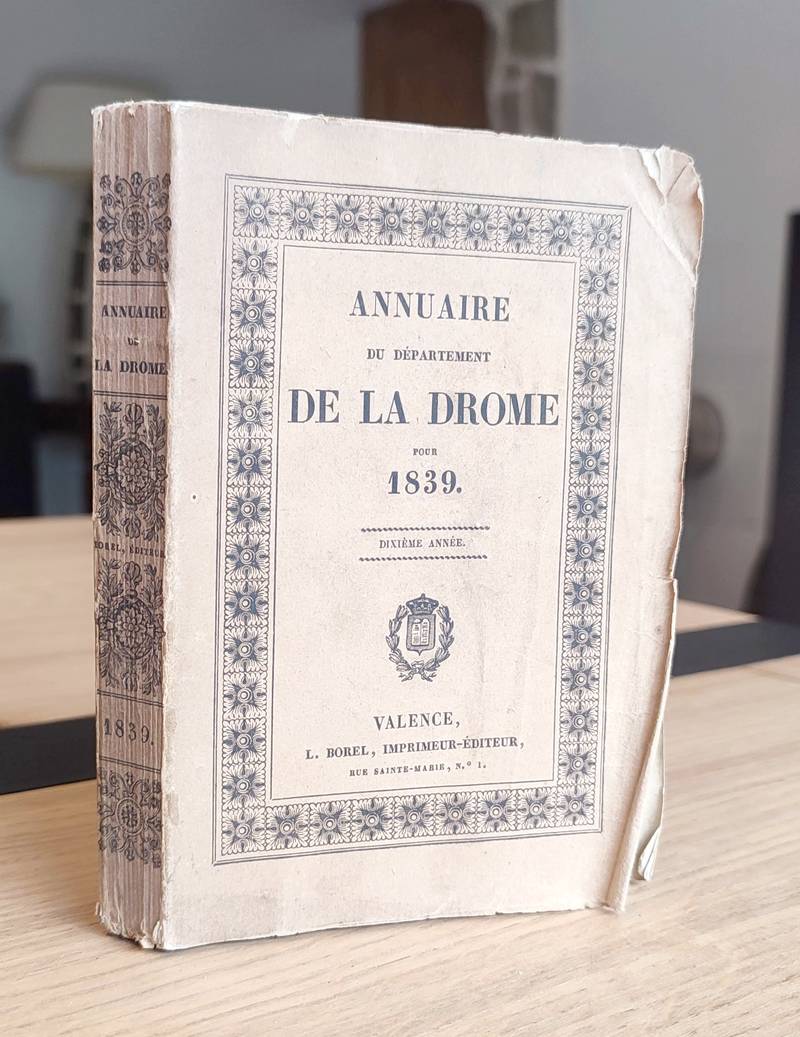 ANNUAIRE
DE
LA DROME
BOREL, ÉDITEUR
1839.
ANNUAIRE
DU DÉPARTEMENT
DE LA DROME
POUR
1839.
DIXIÈME ANNÉE.
VALENCE,
L. BOREL, IMPRIMEUR-ÉDITEUR,
RUE SAINTE-MARIE, N.º 1.